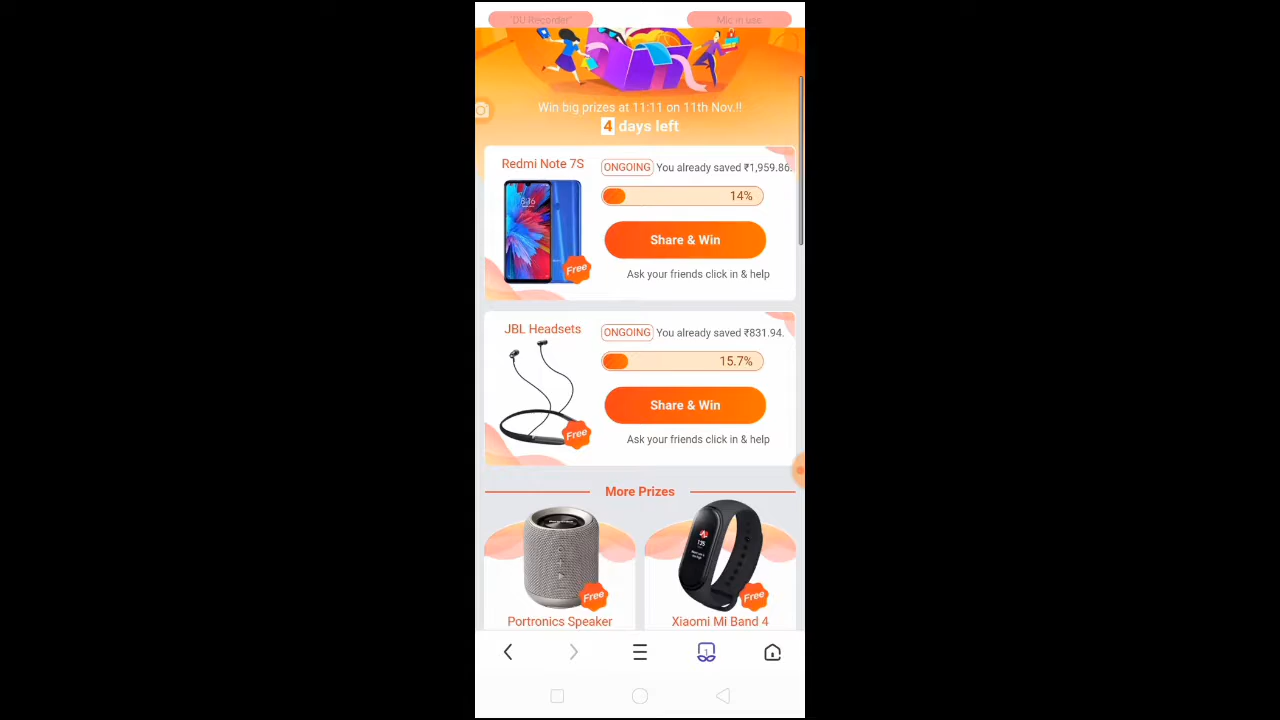 "DU Recorder"
Mic in use
Win big prizes at 11:11 on 11th Nov.!!
4 days left
Redmi Note 7S
ONGOING You already saved ₹1,959.86.
8:16
14%
Share & Win
Free
Ask your friends click in & help
JBL Headsets
ONGOING You already saved ₹831.94.
15.7%
Share & Win
Free
Ask your friends click in & help
More Prizes
Free
Free
Portronics Speaker
Xiaomi Mi Band 4
1